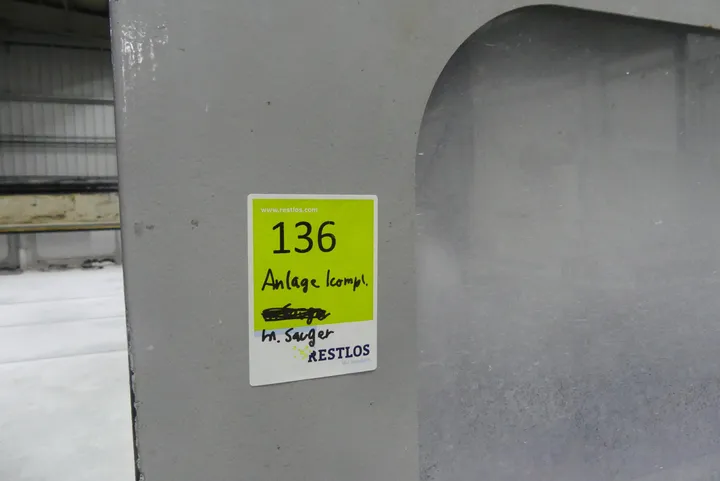 www.restlos.com
136
Anlage kompl.
m. Sauger
RESTLOS